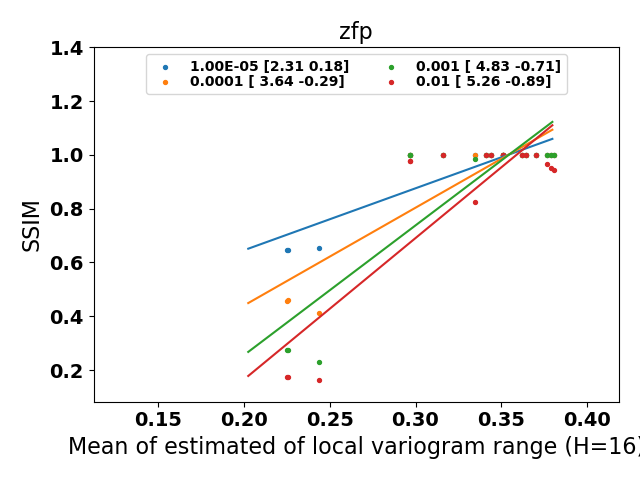 zfp
1.00E-05 [2.31 0.18]
0.0001 [ 3.64 -0.29]
0.001 [ 4.83 -0.71]
0.01 [ 5.26 -0.89]
SSIM
1.4
1.2
1.0
0.8
0.6
0.4
0.2
0.15 0.20 0.25 0.30 0.35 0.40
Mean of estimated of local variogram range (H=16)